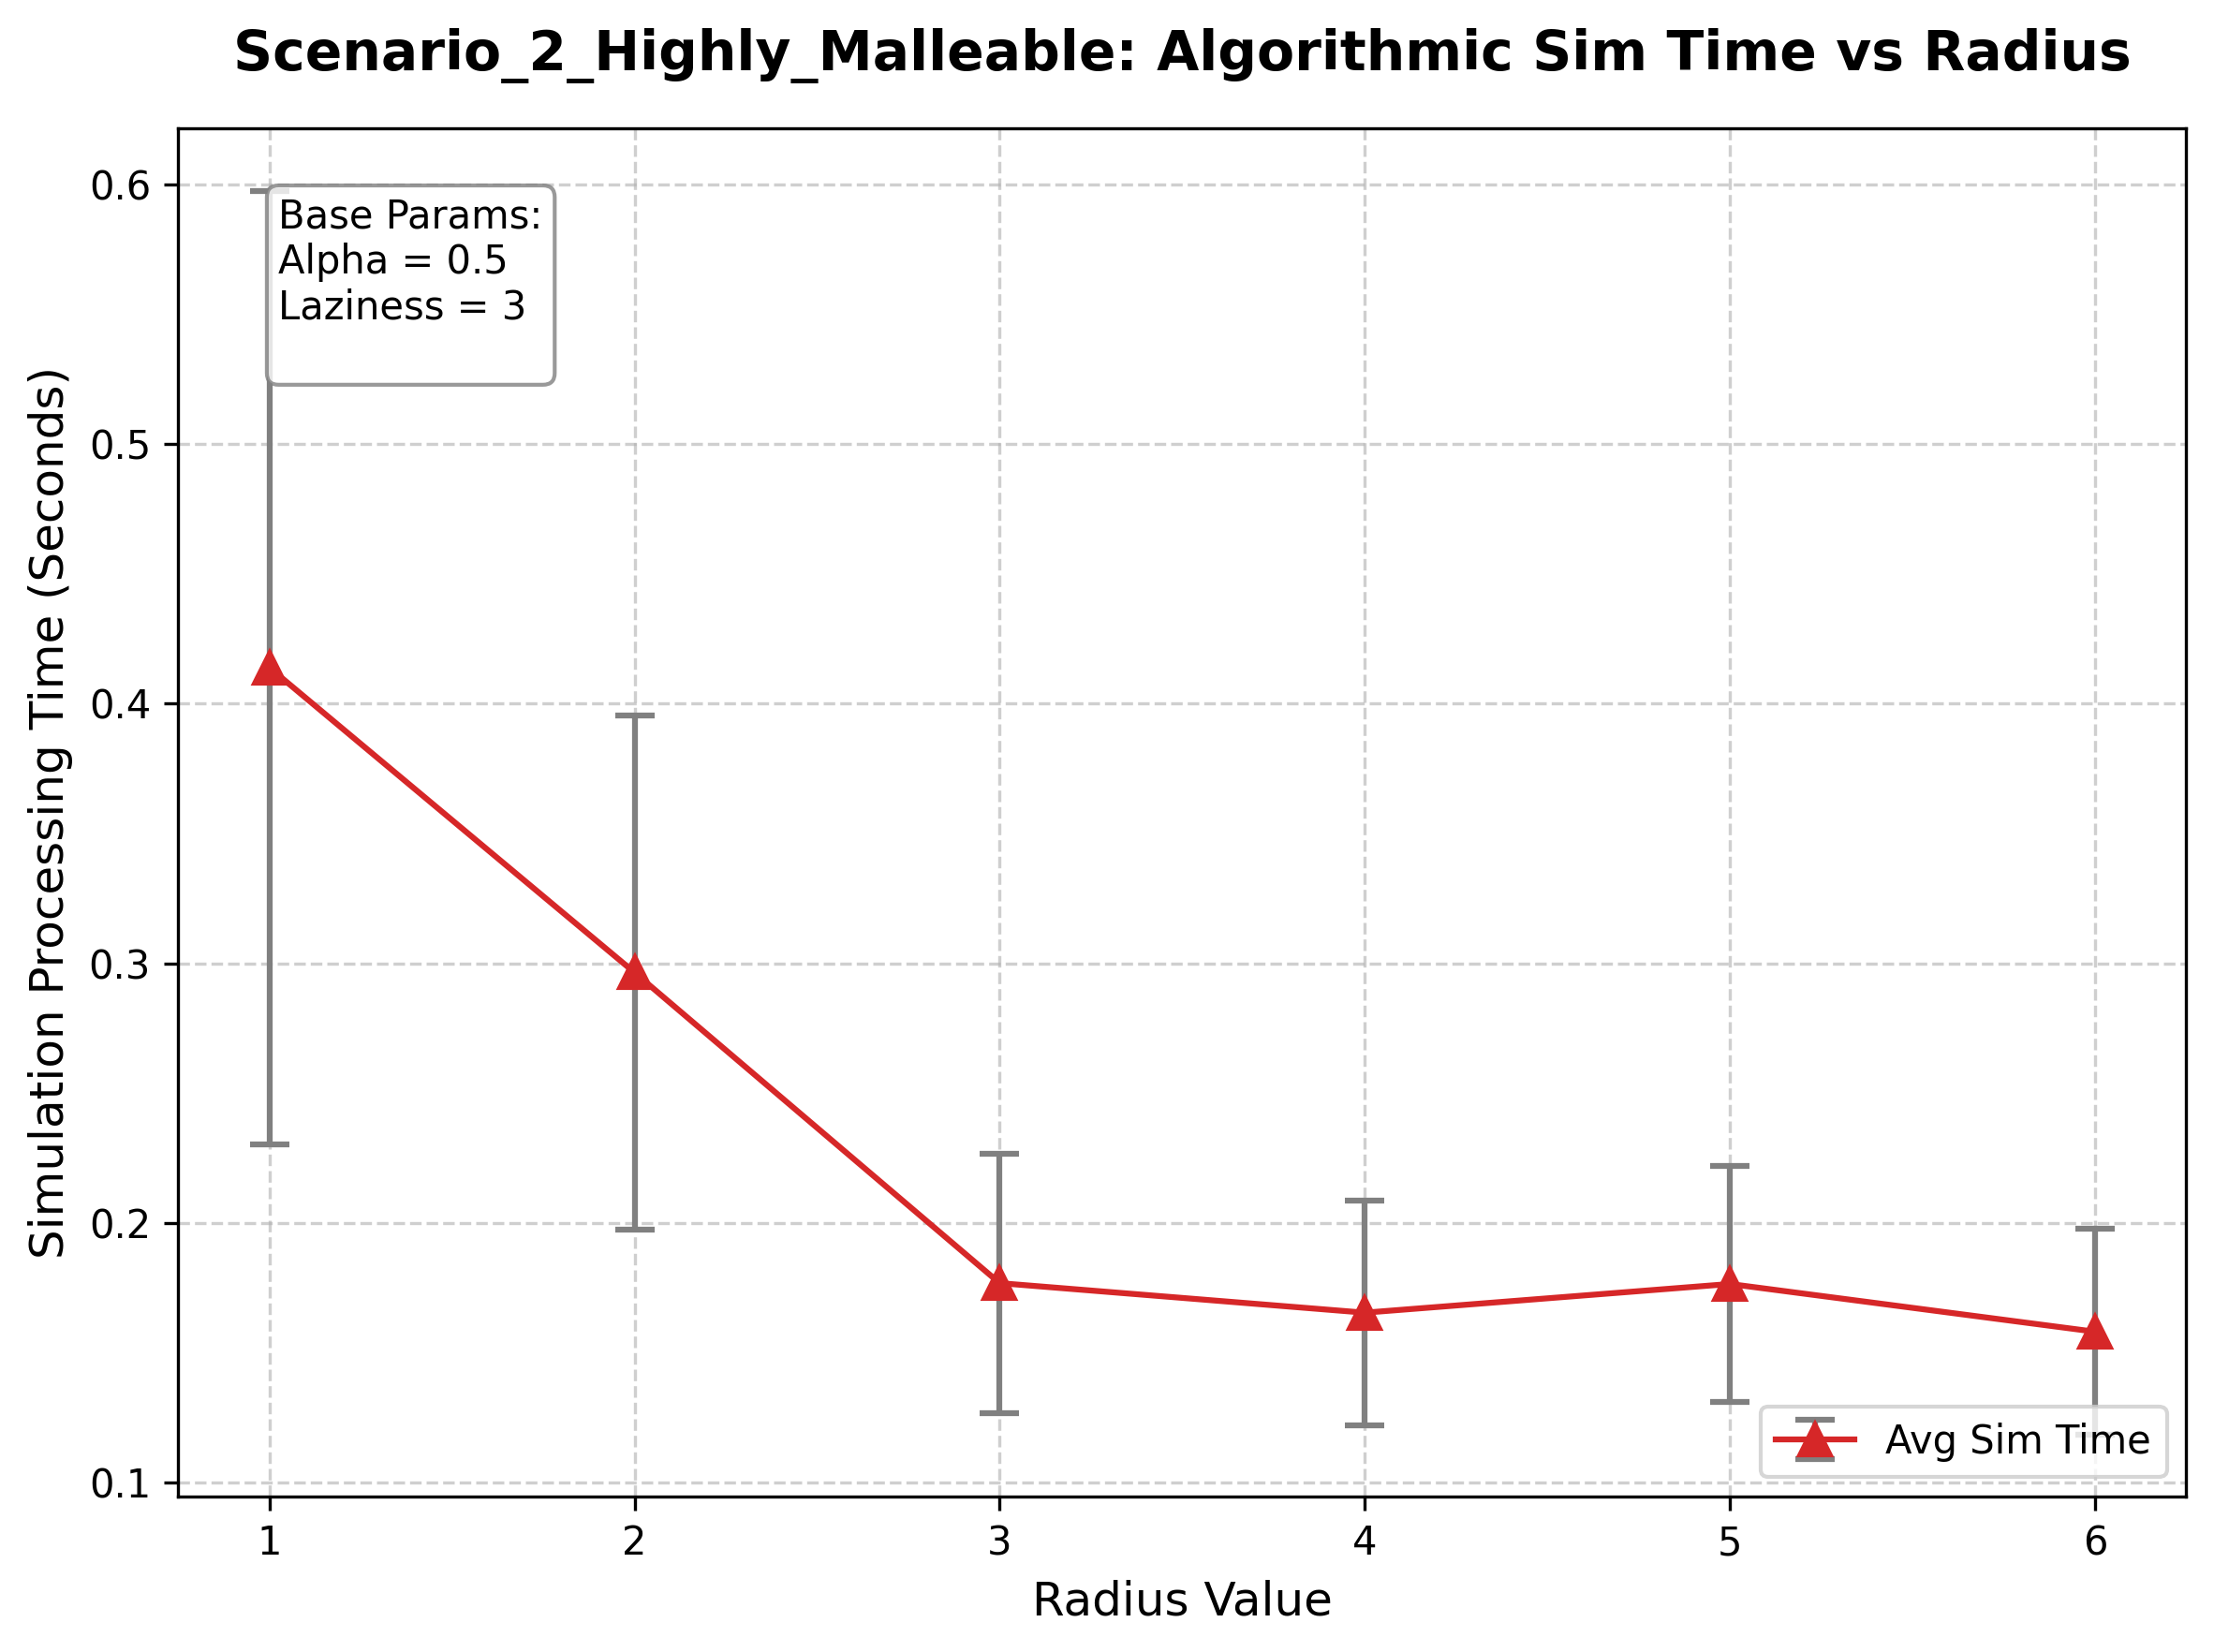 Scenario_2_Highly_Malleable: Algorithmic Sim Time vs Radius
Simulation Processing Time (Seconds)
0.6
0.5
0.4
0.3
0.2
0.1
Base Params:
Alpha = 0.5
Laziness = 3
Avg Sim Time
1 2 3 4 5 6
Radius Value